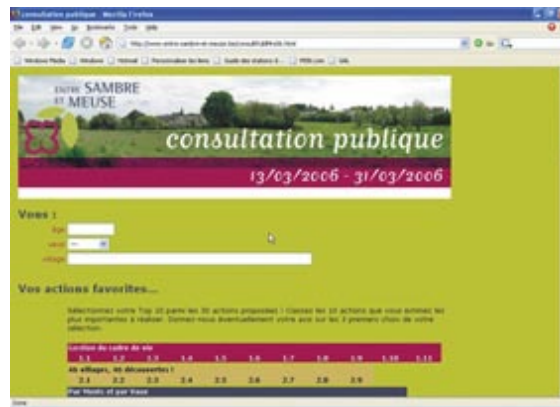 consultation publique - Mozilla Firefox
ENTRE SAMBRE
ET MEUSE
consultation publique
13/03/2006 - 31/03/2006
Vous :
âge
sexe
village
Vos actions favorites...
Sélectionnez votre Top 10 parmi les 30 actions proposées ! Classez les 10 actions que vous estimez les
plus importantes à réaliser. Donnez-nous éventuellement votre avis sur les 3 premiers choix de votre
sélection.
Gestion du cadre de vie
1.1 1.2 1.3 1.4 1.5 1.6 1.7 1.8 1.9 1.10 1.11
46 villages, 46 découvertes !
2.1 2.2 2.3 2.4 2.5 2.6 2.7 2.8 2.9
Par Monts et par Vaux